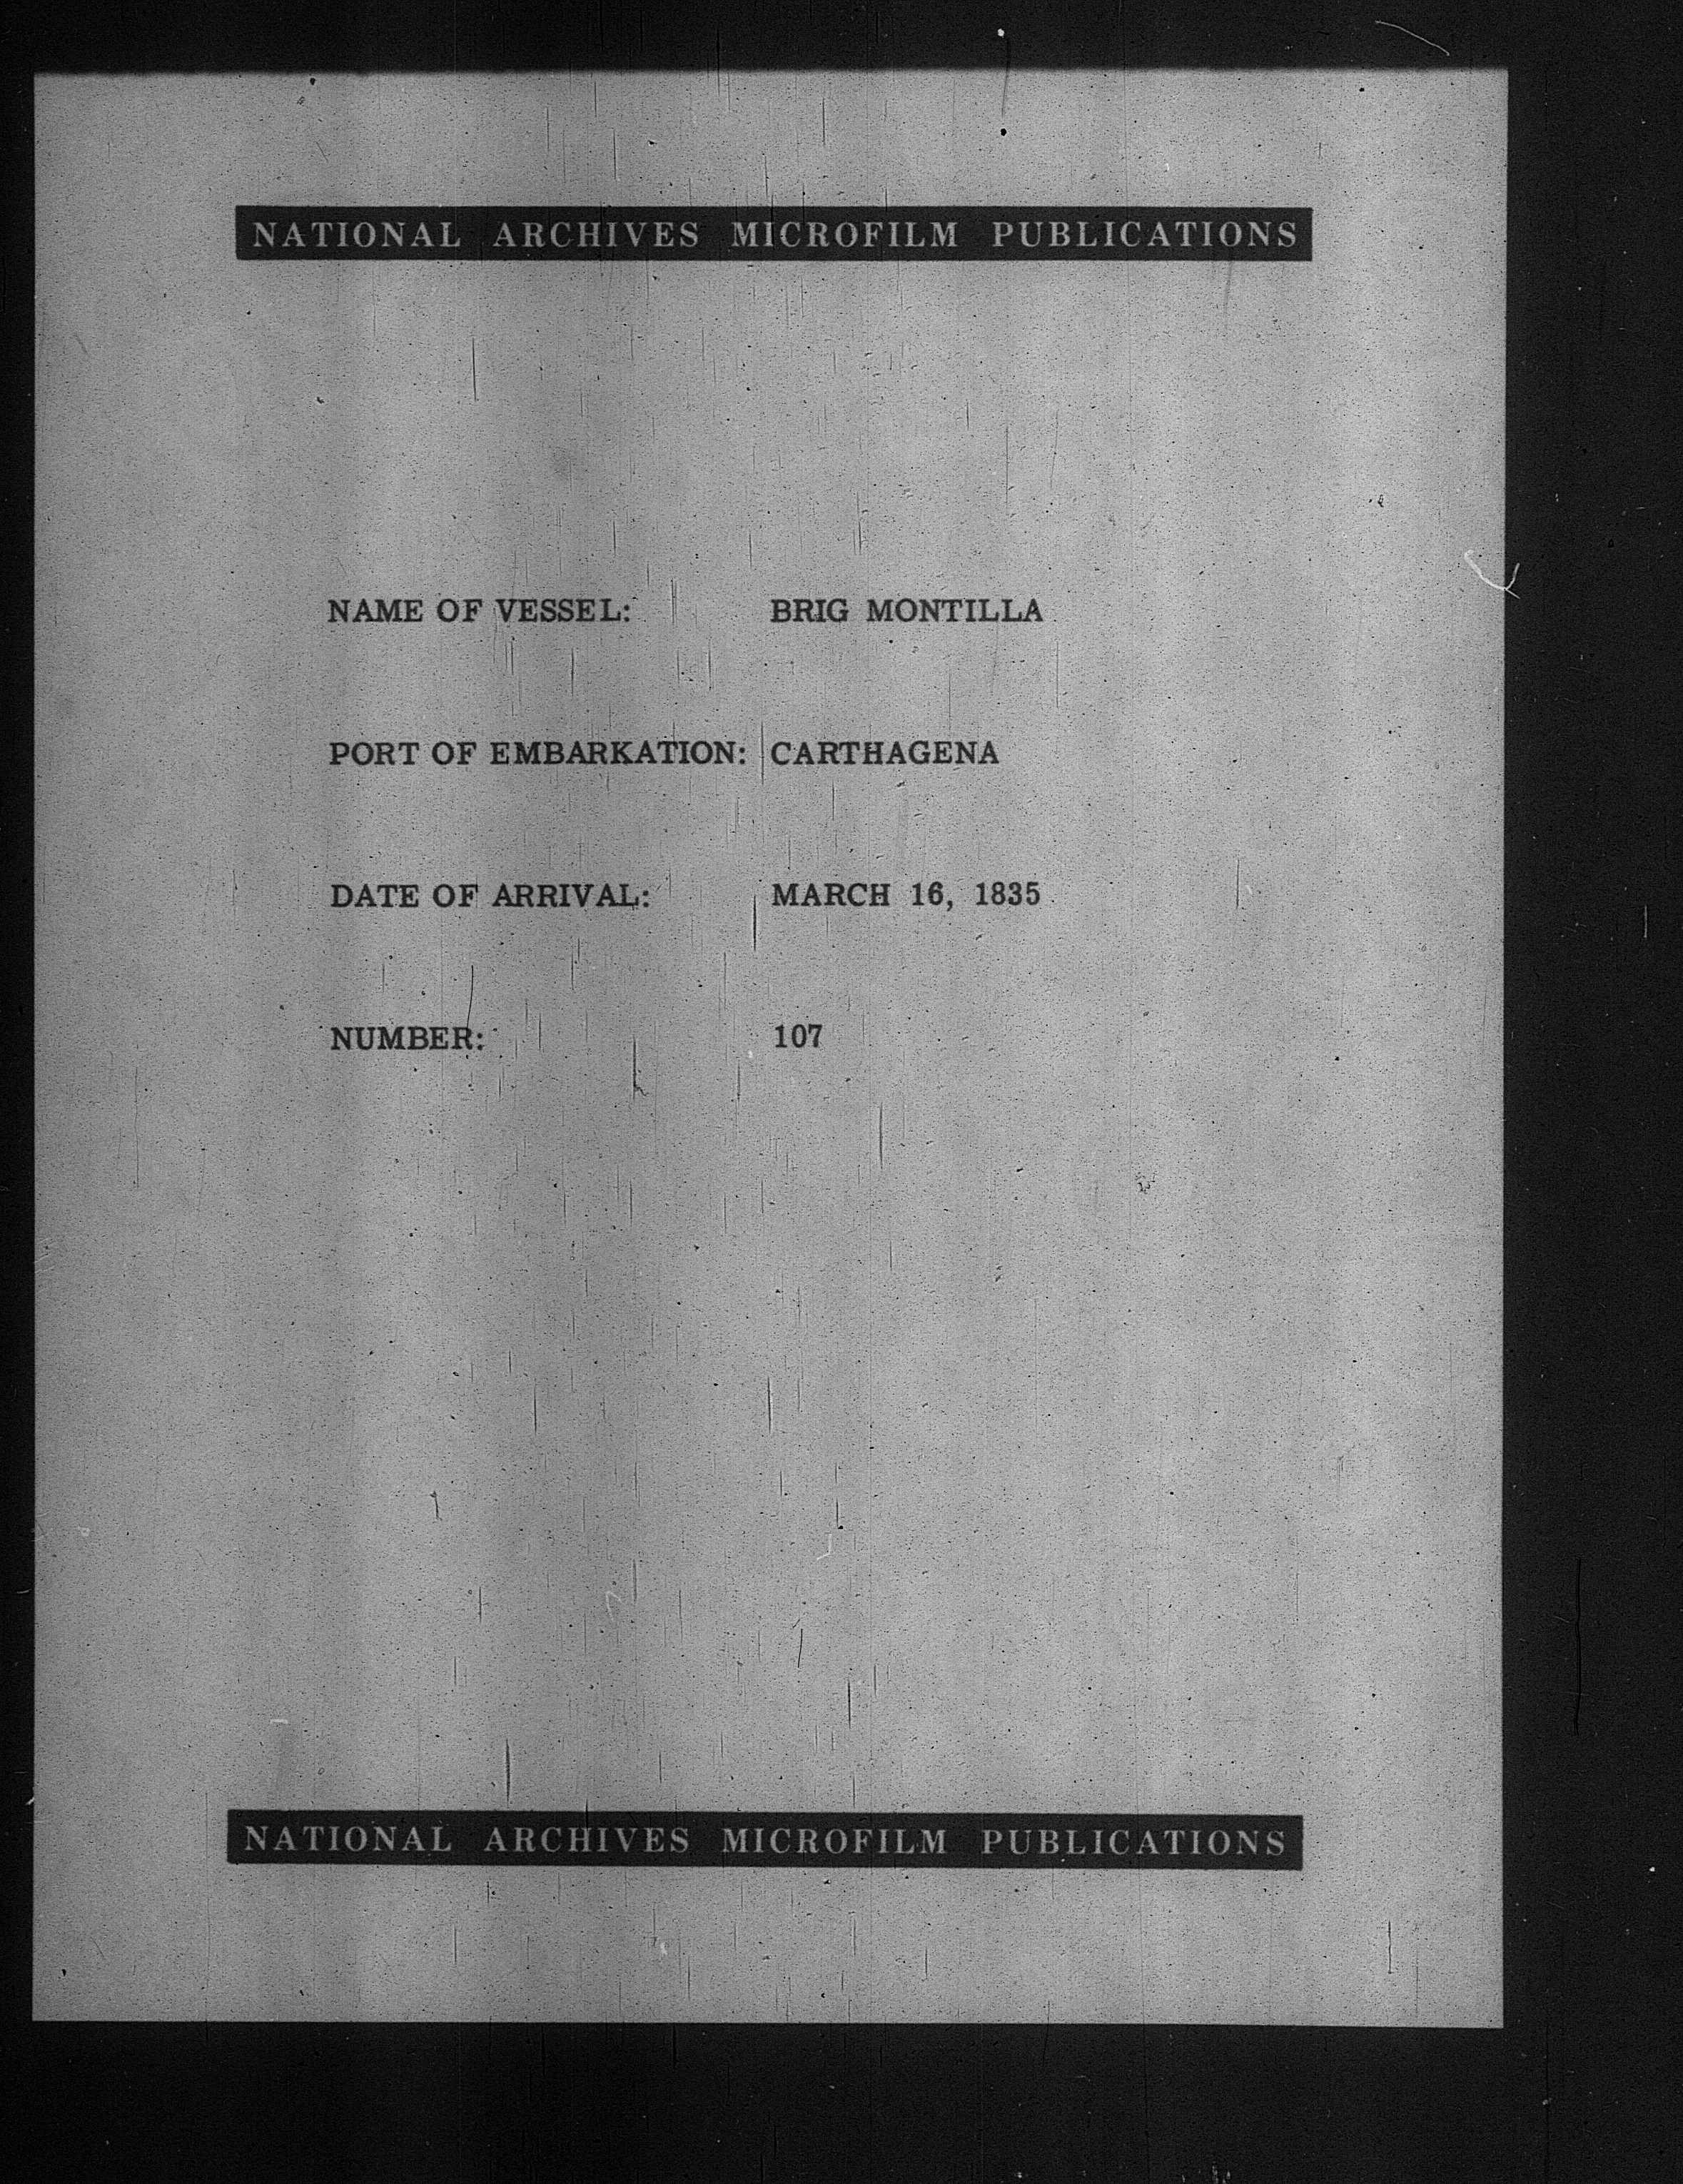 NATIONAL ARCHIVES MICROFILM PUBLICATIONS
NAME OF VESSEL: BRIG MONTILLA
PORT OF EMBARKATION: CARTHAGENA
DATE OF ARRIVAL: MARCH 16, 1835
NUMBER: 107
NATIONAL ARCHIVES MICROFILM PUBLICATIONS